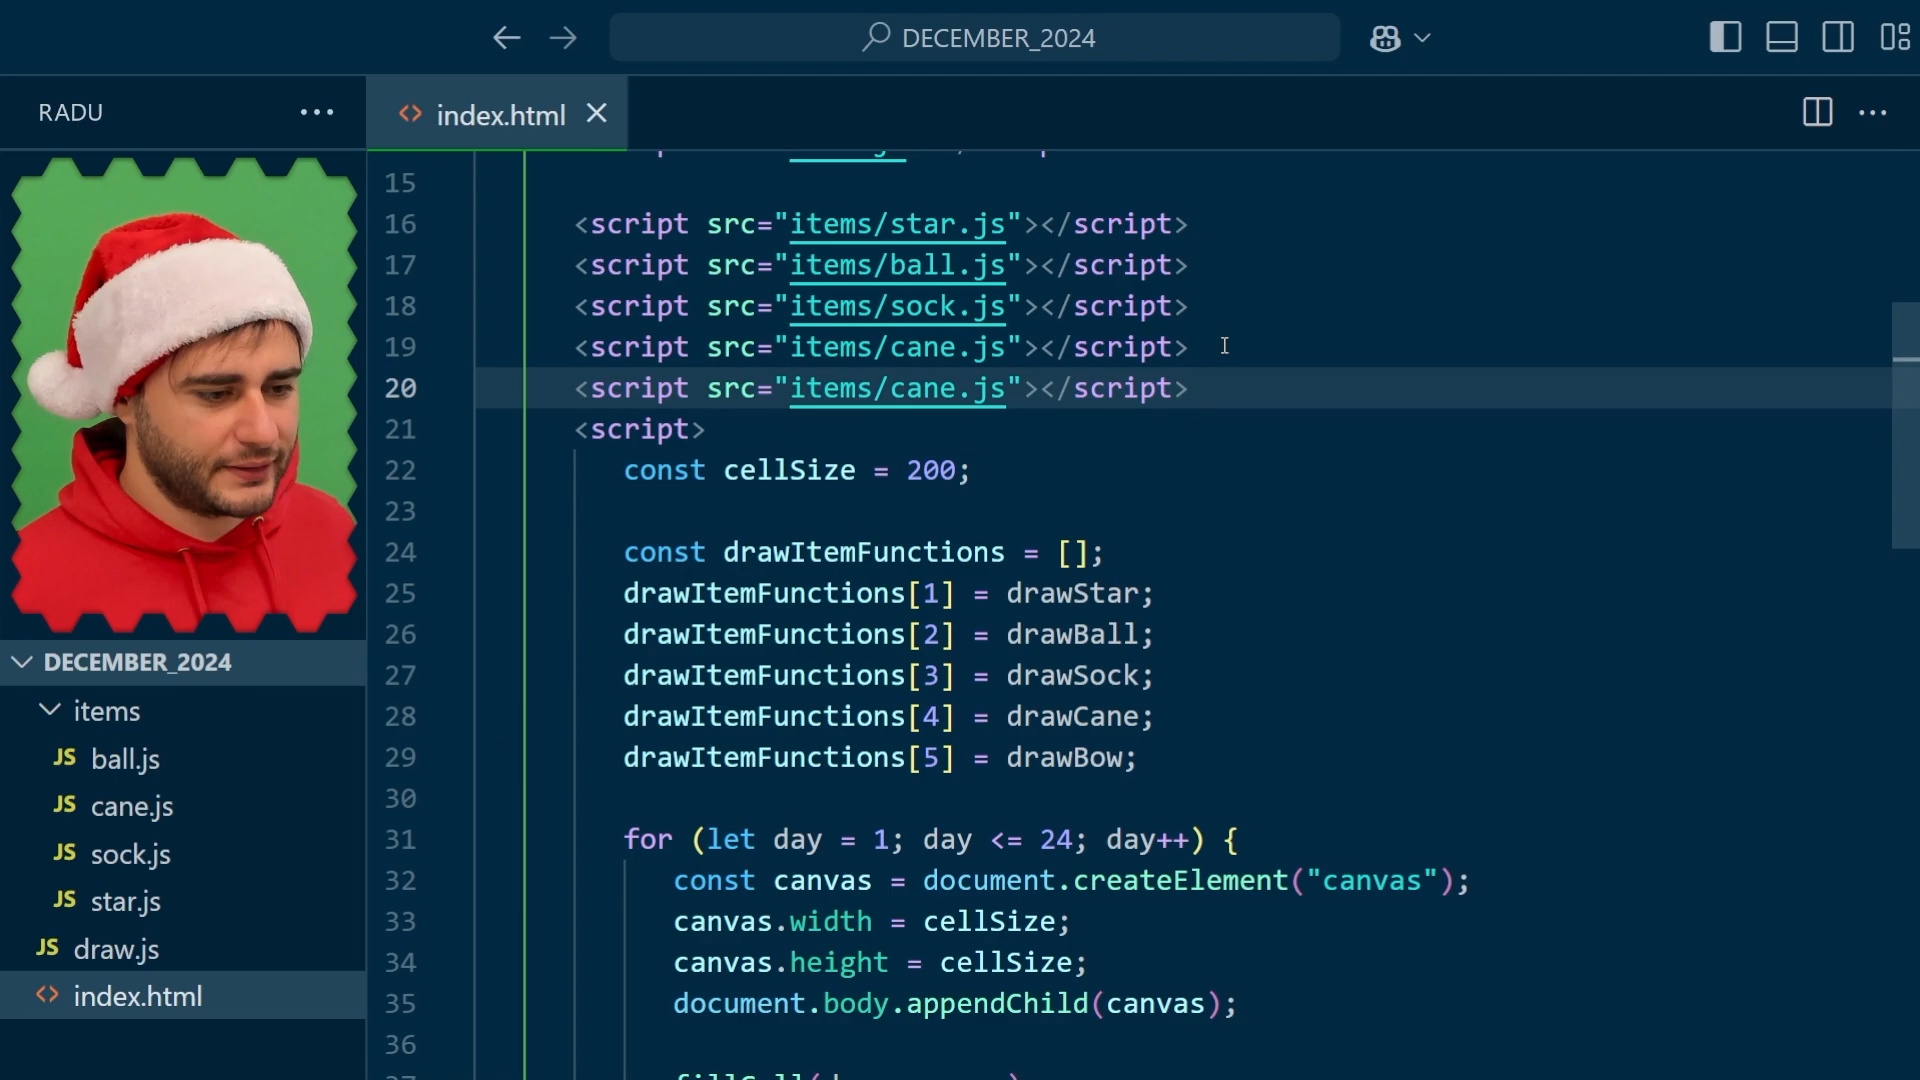 DECEMBER_2024
RADU
index.html
15
16 <script src="items/star.js"></script>
17 <script src="items/ball.js"></script>
18 <script src="items/sock.js"></script>
19 <script src="items/cane.js"></script>
20 <script src="items/cane.js"></script>
21 <script>
22 const cellSize = 200;
23
24 const drawItemFunctions = [];
25 drawItemFunctions[1] = drawStar;
26 drawItemFunctions[2] = drawBall;
27 drawItemFunctions[3] = drawSock;
28 drawItemFunctions[4] = drawCane;
29 drawItemFunctions[5] = drawBow;
30
31 for (let day = 1; day <= 24; day++) {
32 const canvas = document.createElement("canvas");
33 canvas.width = cellSize;
34 canvas.height = cellSize;
35 document.body.appendChild(canvas);
36
DECEMBER_2024
items
JS ball.js
JS cane.js
JS sock.js
JS star.js
JS draw.js
<> index.html